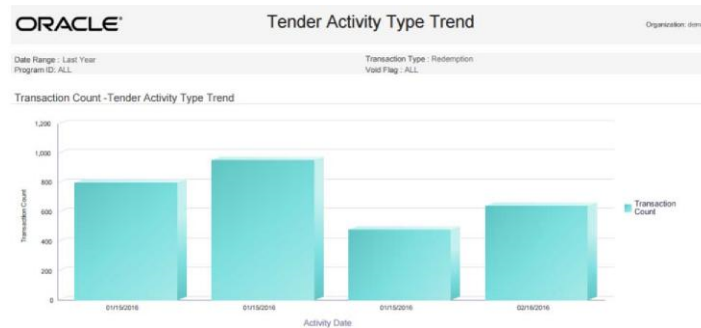 ORACLE®
Tender Activity Type Trend
Organization: dem
Date Range : Last Year
Transaction Type : Redemption
Program ID: ALL
Void Flag : ALL
Transaction Count -Tender Activity Type Trend
1,200
1,000
800
600
400
200
0
Transaction Count
01/15/2016
01/15/2016
01/15/2016
02/16/2016
Activity Date
Transaction
Count